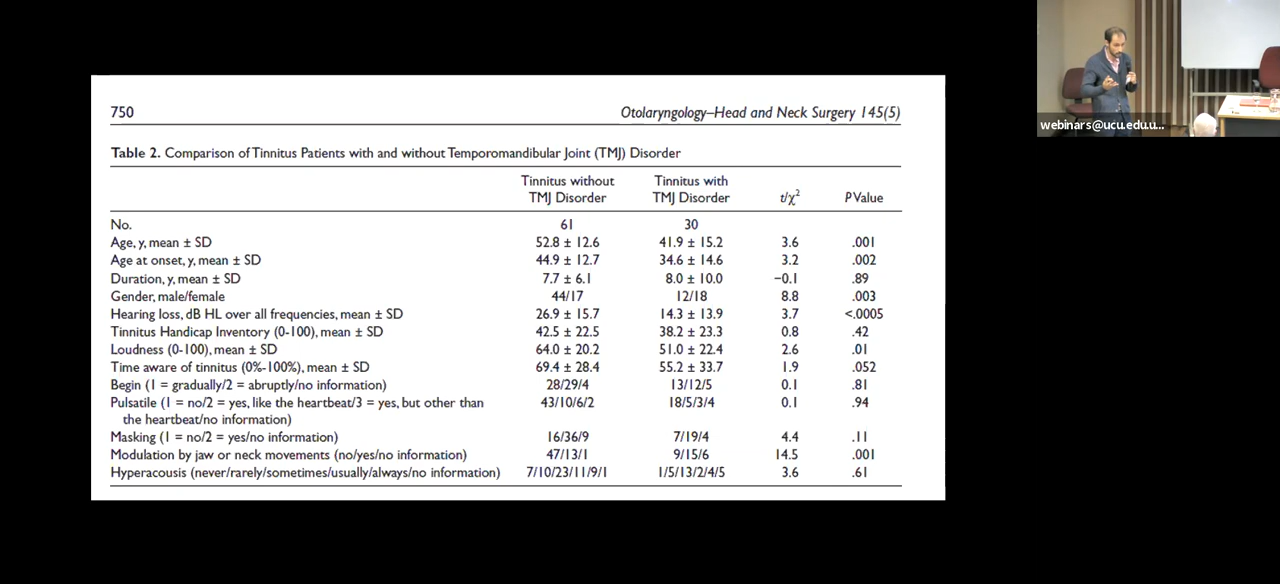 750 Otolaryngology–Head and Neck Surgery 145(5)
Table 2. Comparison of Tinnitus Patients with and without Temporomandibular Joint (TMJ) Disorder
Tinnitus without Tinnitus with
TMJ Disorder TMJ Disorder t/χ² P Value
No. 61 30
Age, y, mean ± SD 52.8 ± 12.6 41.9 ± 15.2 3.6 .001
Age at onset, y, mean ± SD 44.9 ± 12.7 34.6 ± 14.6 3.2 .002
Duration, y, mean ± SD 7.7 ± 6.1 8.0 ± 10.0 −0.1 .89
Gender, male/female 44/17 12/18 8.8 .003
Hearing loss, dB HL over all frequencies, mean ± SD 26.9 ± 15.7 14.3 ± 13.9 3.7 <.0005
Tinnitus Handicap Inventory (0-100), mean ± SD 42.5 ± 22.5 38.2 ± 23.3 0.8 .42
Loudness (0-100), mean ± SD 64.0 ± 20.2 51.0 ± 22.4 2.6 .01
Time aware of tinnitus (0%-100%), mean ± SD 69.4 ± 28.4 55.2 ± 33.7 1.9 .052
Begin (1 = gradually/2 = abruptly/no information) 28/29/4 13/12/5 0.1 .81
Pulsatile (1 = no/2 = yes, like the heartbeat/3 = yes, but other than 43/10/6/2 18/5/3/4 0.1 .94
the heartbeat/no information)
Masking (1 = no/2 = yes/no information) 16/36/9 7/19/4 4.4 .11
Modulation by jaw or neck movements (no/yes/no information) 47/13/1 9/15/6 14.5 .001
Hyperacousis (never/rarely/sometimes/usually/always/no information) 7/10/23/11/9/1 1/5/13/2/4/5 3.6 .61
webinars@ucu.edu.u...